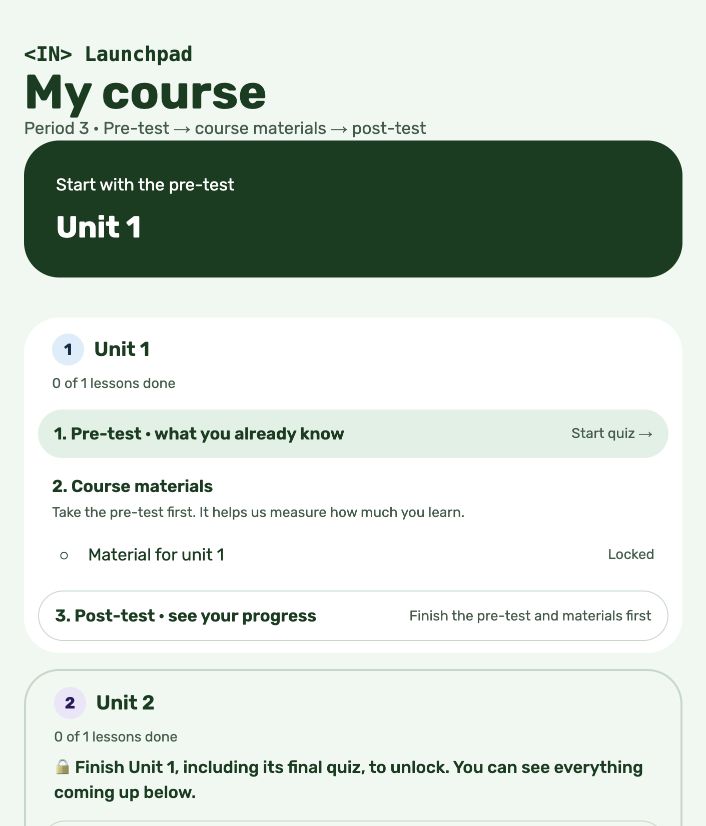 <IN> Launchpad
My course
Period 3 • Pre-test → course materials → post-test
Start with the pre-test
Unit 1
1 Unit 1
0 of 1 lessons done
1. Pre-test • what you already know Start quiz →
2. Course materials
Take the pre-test first. It helps us measure how much you learn.
○ Material for unit 1 Locked
3. Post-test • see your progress Finish the pre-test and materials first
2 Unit 2
0 of 1 lessons done
🔒 Finish Unit 1, including its final quiz, to unlock. You can see everything
coming up below.